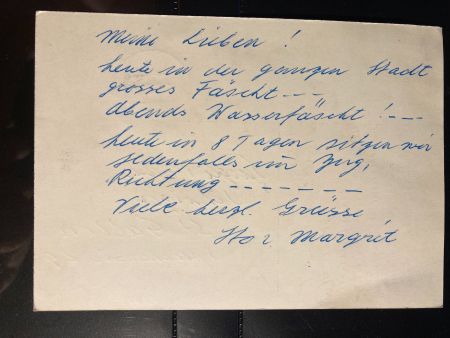 Meine Lieben !
heute in der ganzen Stadt
grosses Fäscht – – –
abends Wasserfäscht ! – – –
heute in 8 Tagen sitzen wir
jedenfalls im Zug,
Richtung – – – – – – –
Viele herzl. Grüsse
Margrit